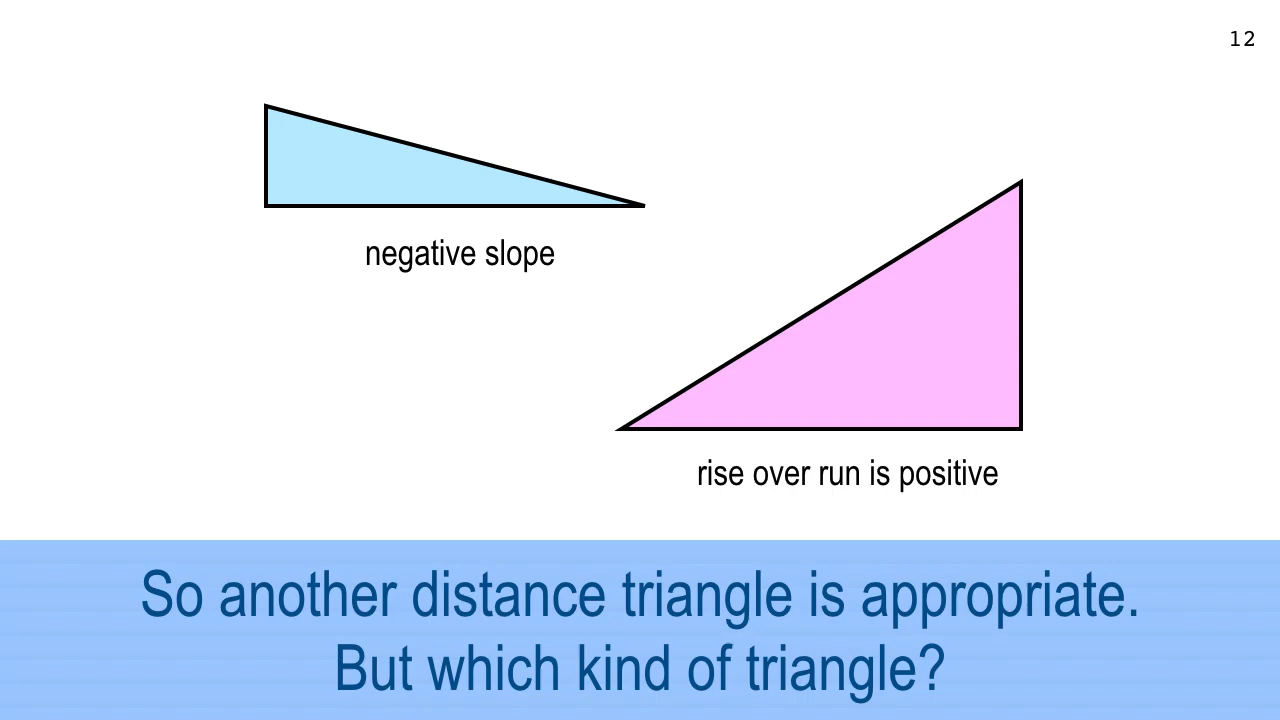 12
negative slope
rise over run is positive
So another distance triangle is appropriate.
But which kind of triangle?